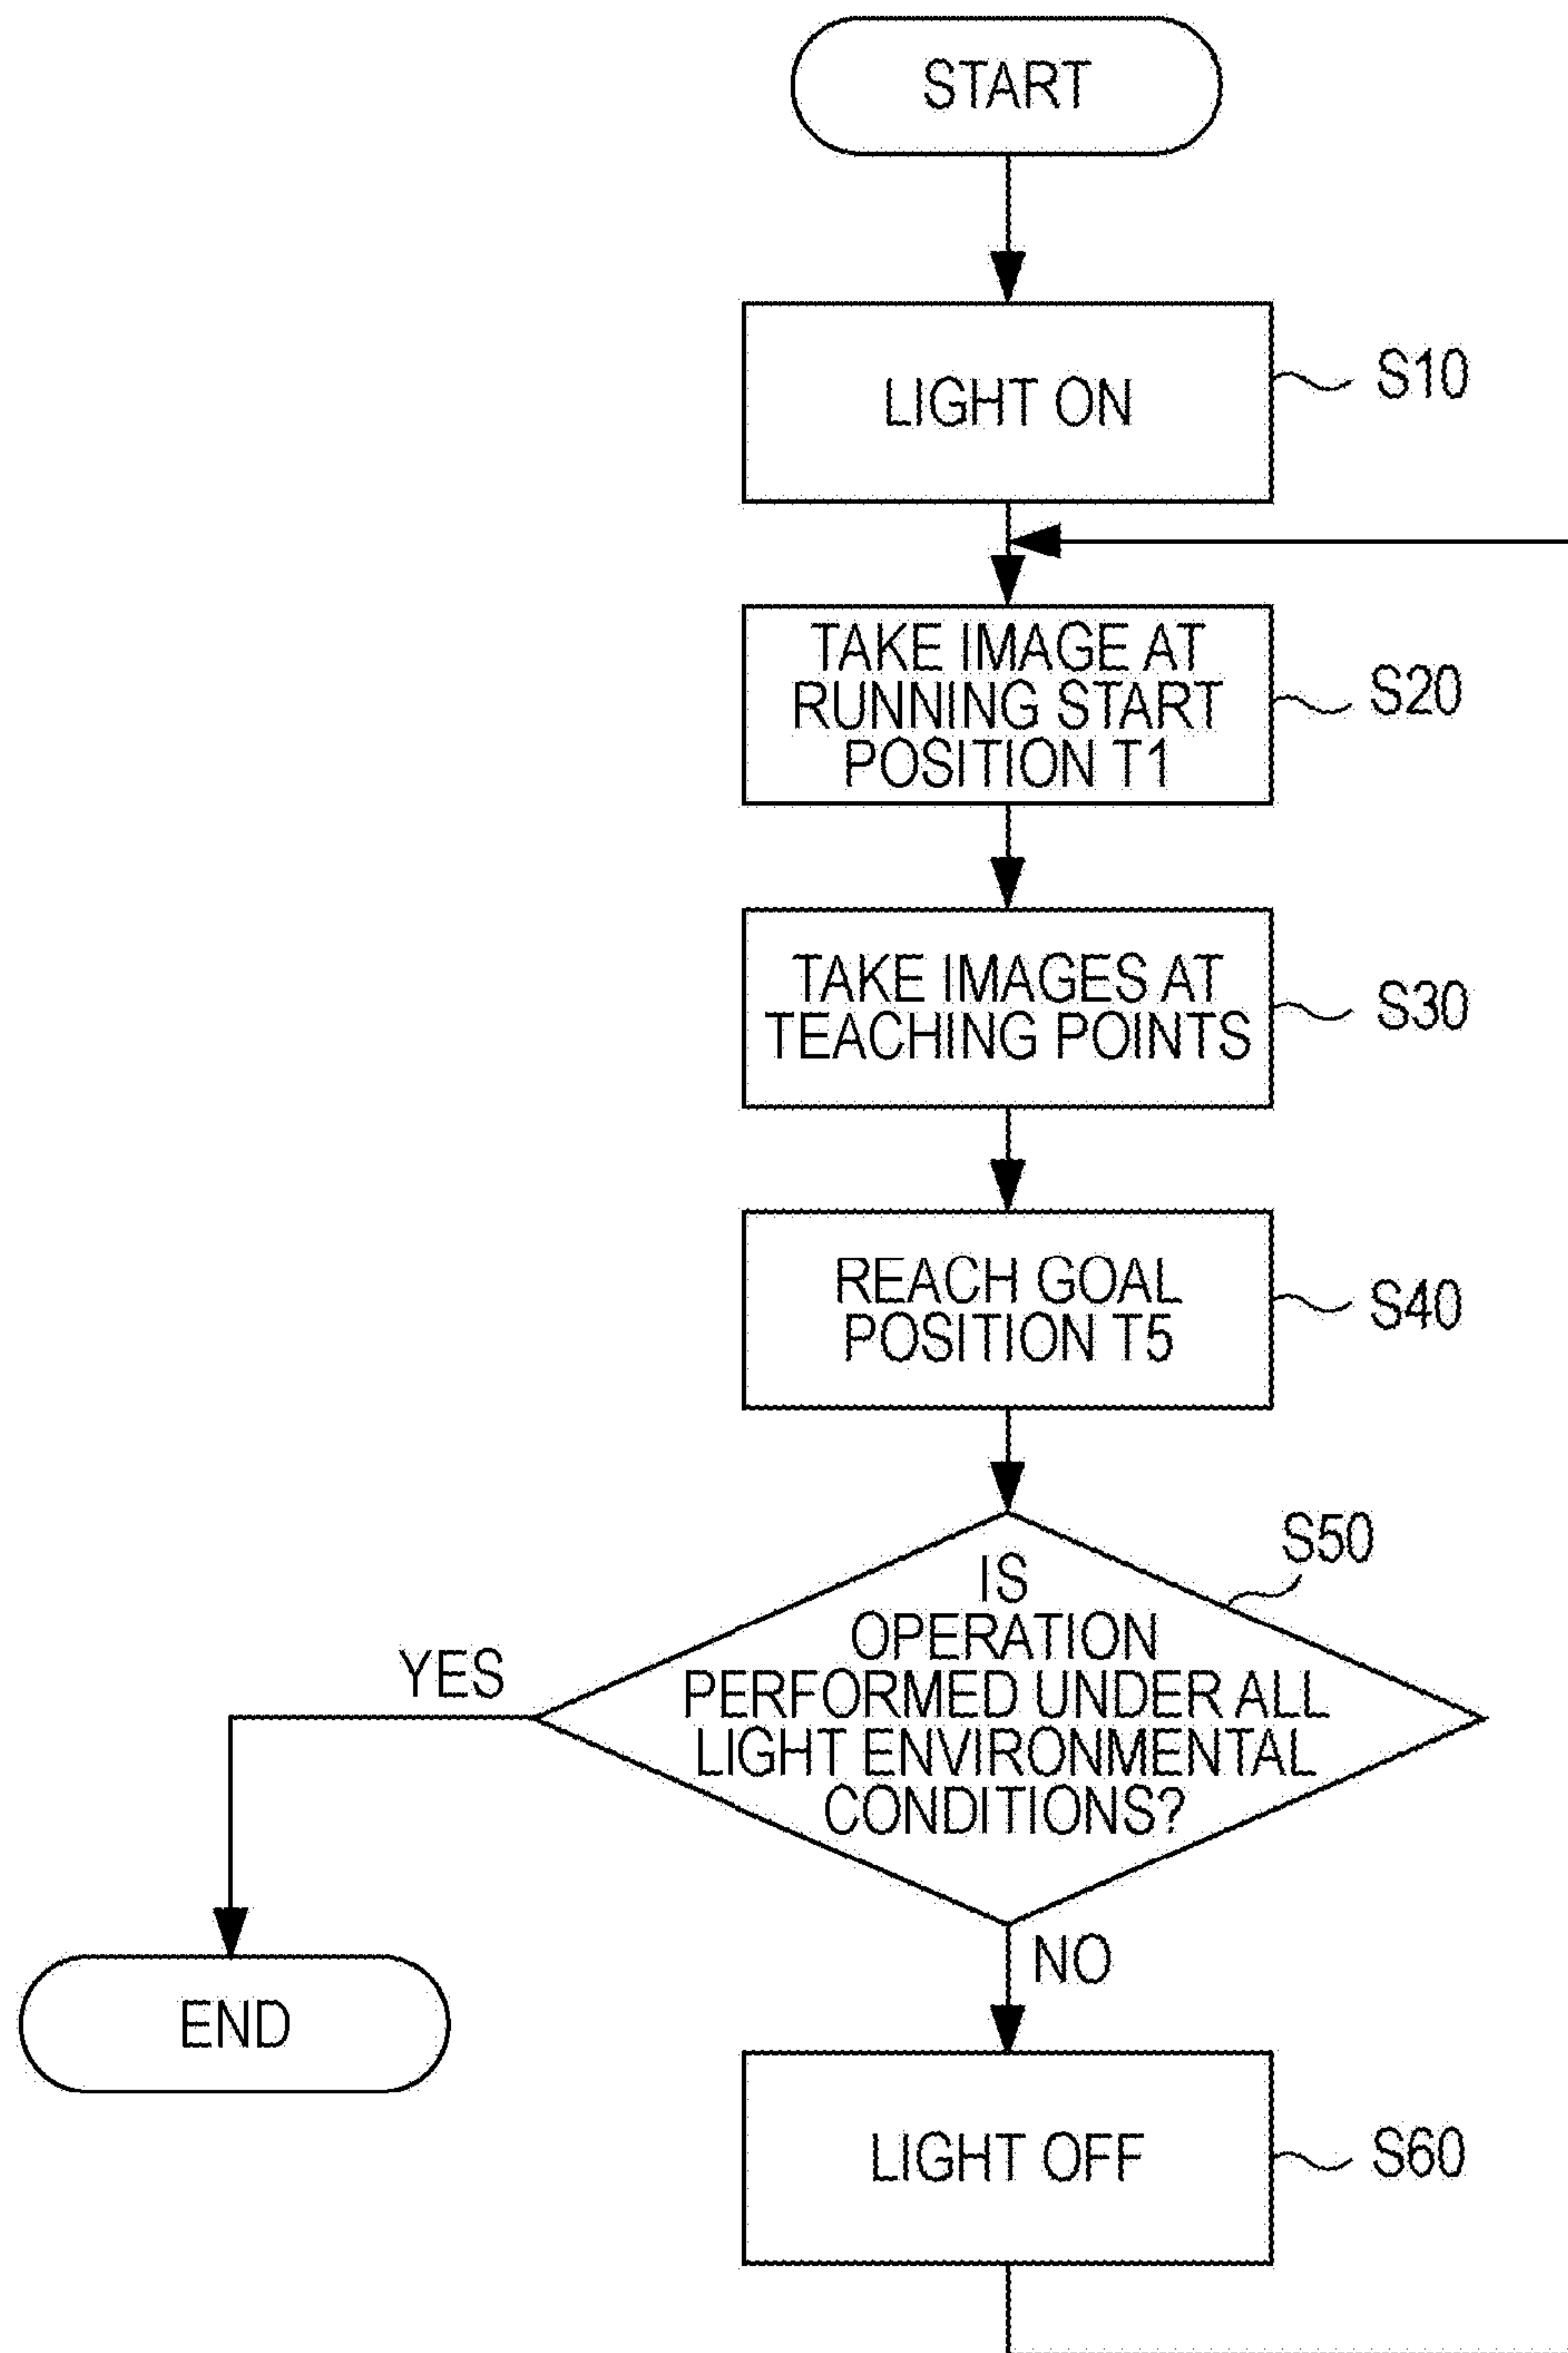 START
LIGHT ON
S10
TAKE IMAGE AT
RUNNING START
POSITION T1
S20
TAKE IMAGES AT
TEACHING POINTS
S30
REACH GOAL
POSITION T5
S40
IS
OPERATION
PERFORMED UNDER ALL
LIGHT ENVIRONMENTAL
CONDITIONS?
S50
YES
NO
END
LIGHT OFF
S60